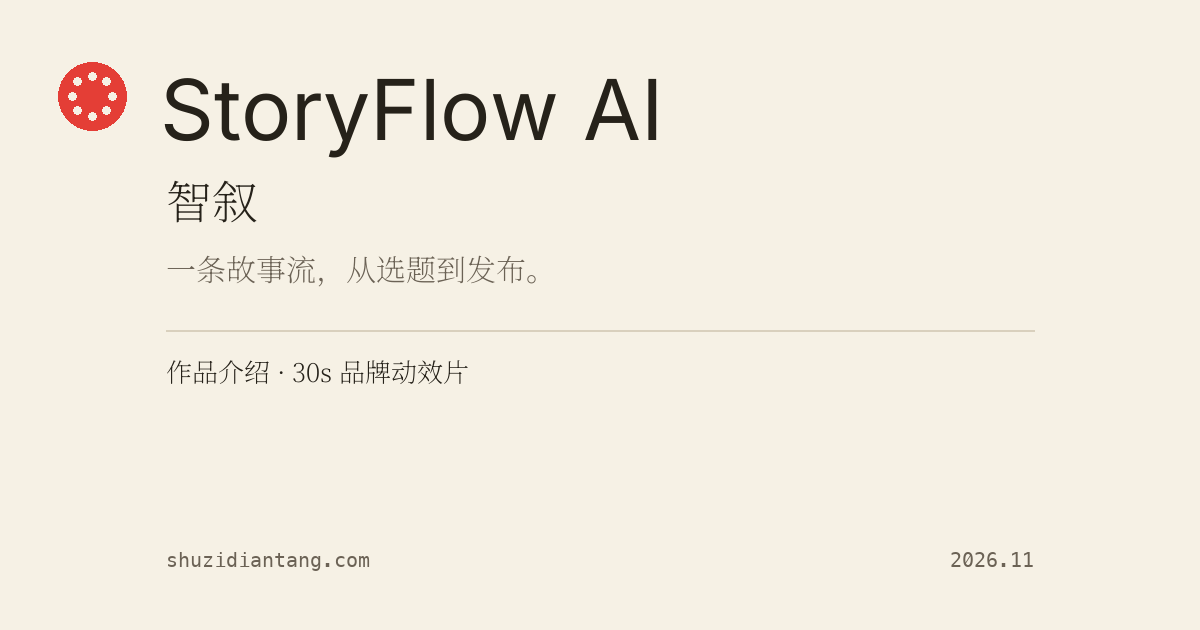 StoryFlow AI
智叙
一条故事流，从选题到发布。
作品介绍 · 30s 品牌动效片
shuzidiantang.com
2026.11